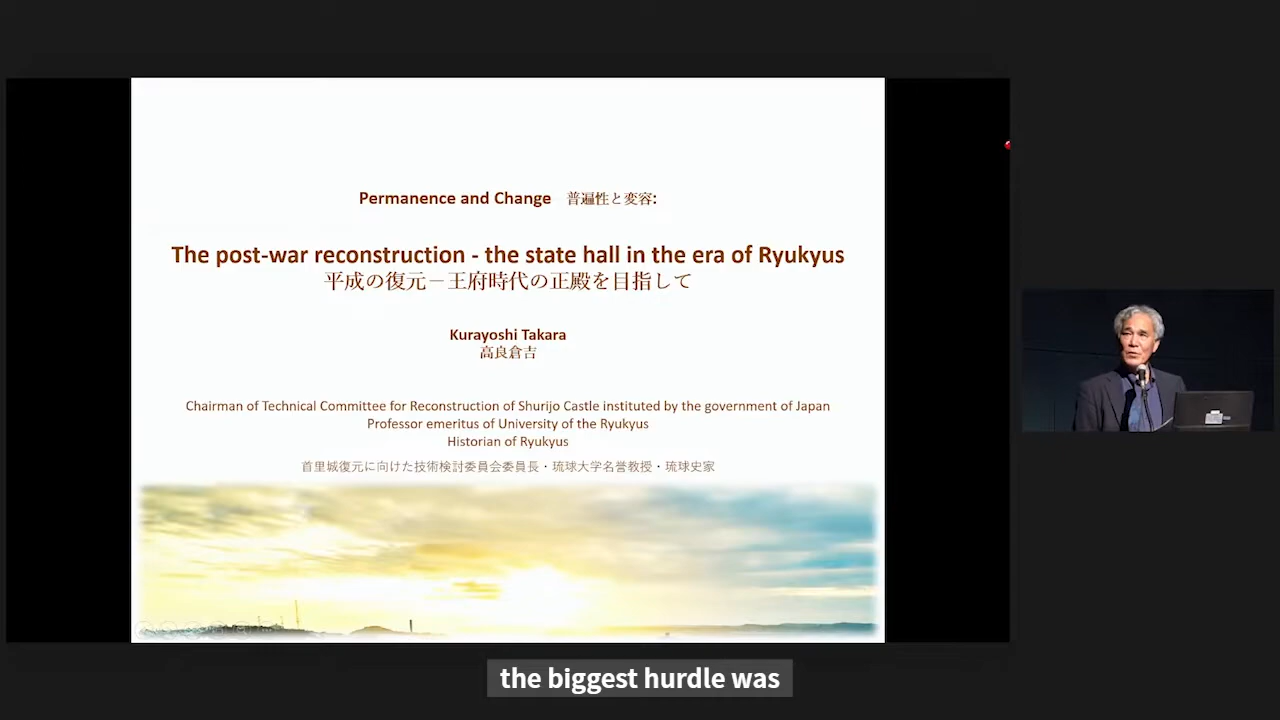 Permanence and Change 普遍性と変容:
The post-war reconstruction - the state hall in the era of Ryukyus
平成の復元－王府時代の正殿を目指して
Kurayoshi Takara
高良倉吉
Chairman of Technical Committee for Reconstruction of Shurijo Castle instituted by the government of Japan
Professor emeritus of University of the Ryukyus
Historian of Ryukyus
首里城復元に向けた技術検討委員会委員長・琉球大学名誉教授・琉球史家
the biggest hurdle was